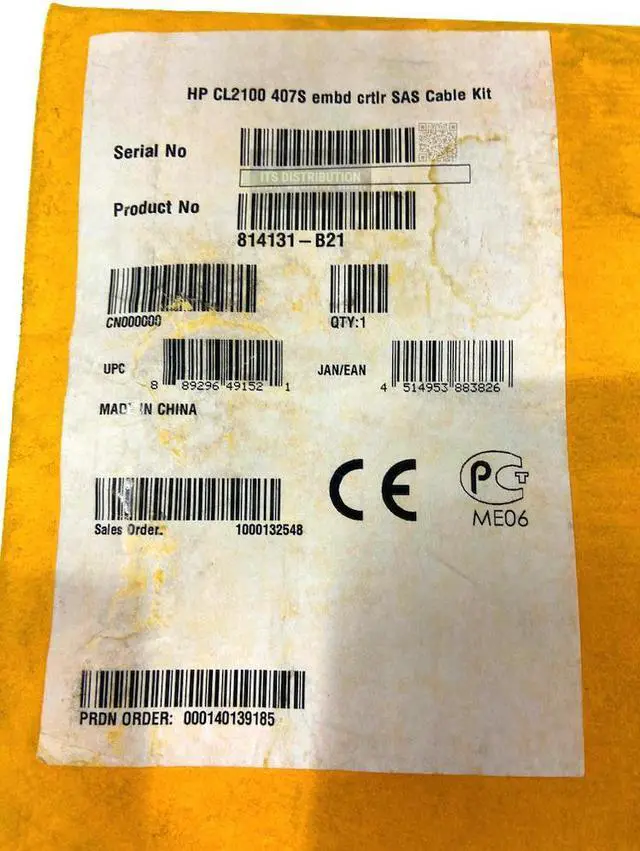 HP CL2100 407S embd crtlr SAS Cable Kit
Serial No
ITS DISTRIBUTION
Product No
814131-B21
CN000000
QTY:1
UPC
8 89296 49152 1
JAN/EAN
4 514953 883826
MADE IN CHINA
CE
PCT
ME06
Sales Order.
1000132548
PRDN ORDER: 000140139185